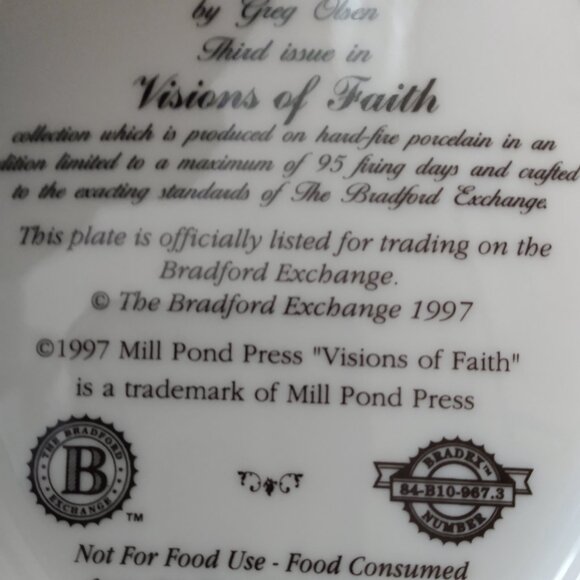 by Greg Olsen
Third issue in
Visions of Faith
collection which is produced on hard-fire porcelain in an
dition limited to a maximum of 95 firing days and crafted
to the exacting standards of The Bradford Exchange.
This plate is officially listed for trading on the
Bradford Exchange.
© The Bradford Exchange 1997
©1997 Mill Pond Press "Visions of Faith"
is a trademark of Mill Pond Press
THE BRADFORD
B
EXCHANGE
TM
BRADEX™
84-B10-967.3
NUMBER
Not For Food Use - Food Consumed